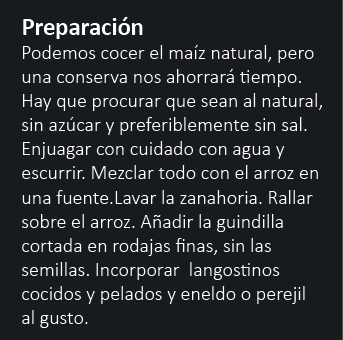 Preparación
Podemos cocer el maíz natural, pero
una conserva nos ahorrará tiempo.
Hay que procurar que sean al natural,
sin azúcar y preferiblemente sin sal.
Enjuagar con cuidado con agua y
escurrir. Mezclar todo con el arroz en
una fuente.Lavar la zanahoria. Rallar
sobre el arroz. Añadir la guindilla
cortada en rodajas finas, sin las
semillas. Incorporar  langostinos
cocidos y pelados y eneldo o perejil
al gusto.